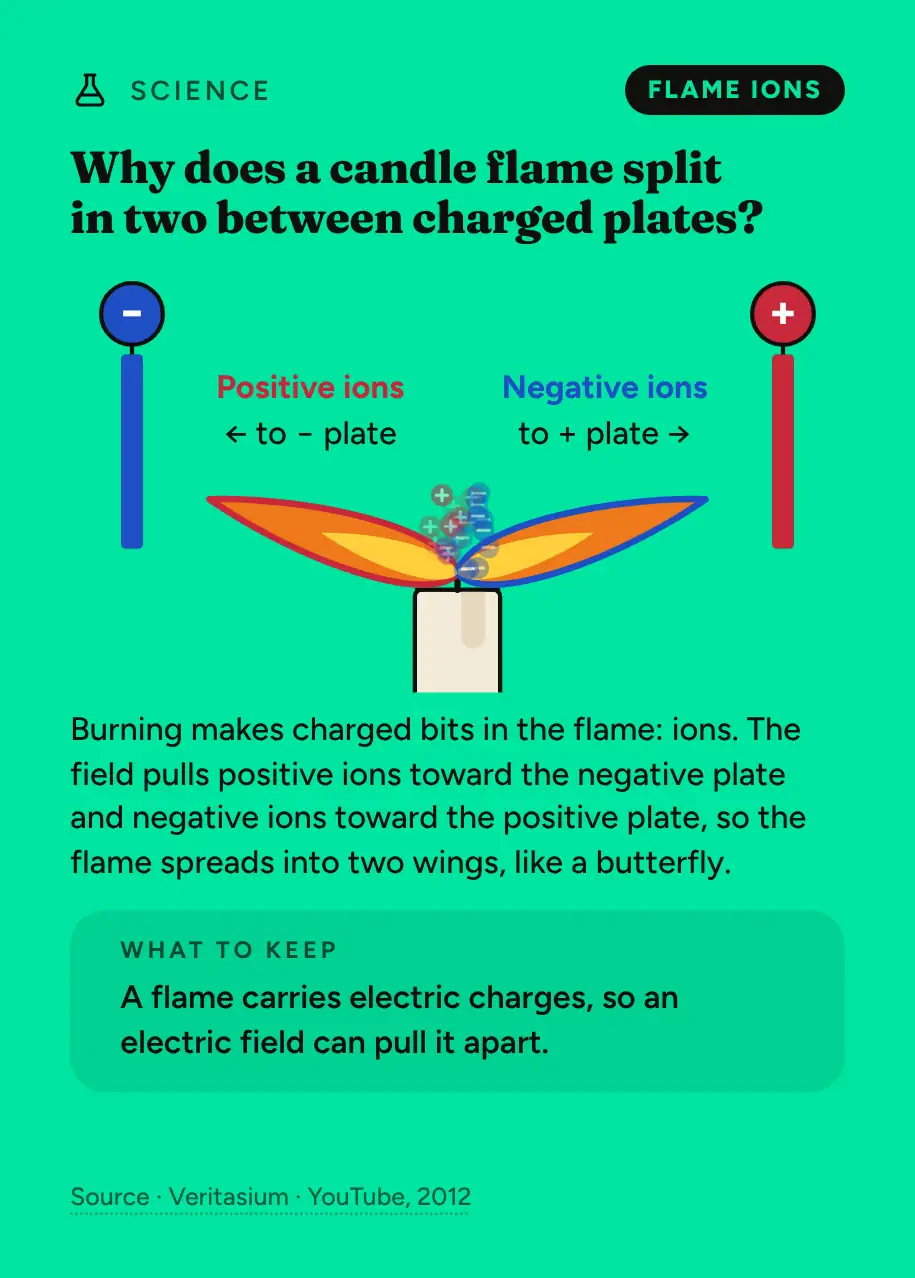 SCIENCE
FLAME IONS
Why does a candle flame split
in two between charged plates?
−
+
Positive ions
← to − plate
Negative ions
to + plate →
Burning makes charged bits in the flame: ions. The
field pulls positive ions toward the negative plate
and negative ions toward the positive plate, so the
flame spreads into two wings, like a butterfly.
WHAT TO KEEP
A flame carries electric charges, so an
electric field can pull it apart.
Source · Veritasium · YouTube, 2012